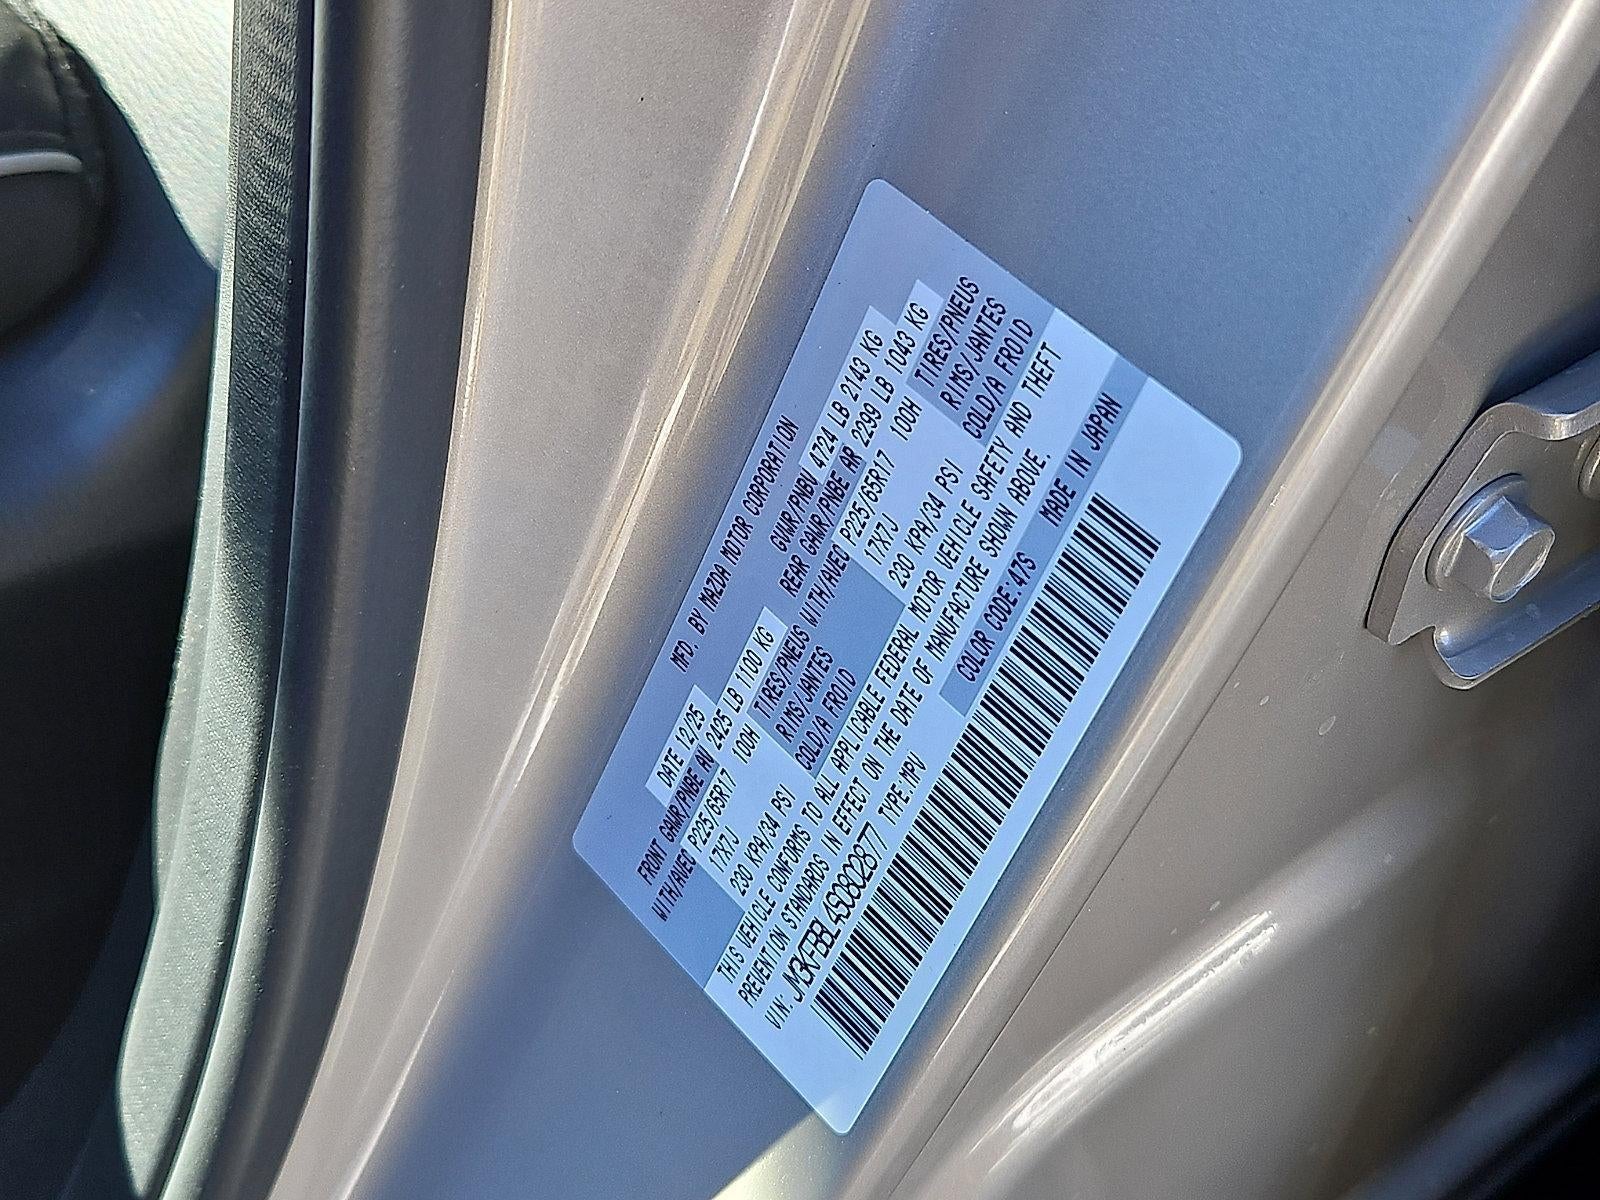 MFD. BY MAZDA MOTOR CORPORATION
DATE 12/25 GVWR/PNBV 4724 LB 2143 KG
FRONT GAWR/PNBE AV 2425 LB 1100 KG REAR GAWR/PNBE AR 2299 LB 1043 KG
WITH/AVEC P225/65R17 100H TIRES/PNEUS WITH/AVEC P225/65R17 100H TIRES/PNEUS
17X7J RIMS/JANTES 17X7J RIMS/JANTES
230 KPA/34 PSI COLD/A FROID 230 KPA/34 PSI COLD/A FROID
THIS VEHICLE CONFORMS TO ALL APPLICABLE FEDERAL MOTOR VEHICLE SAFETY AND THEFT
PREVENTION STANDARDS IN EFFECT ON THE DATE OF MANUFACTURE SHOWN ABOVE.
VIN: JM3KFBBL4S0802877 TYPE:MPV COLOR CODE:47S MADE IN JAPAN